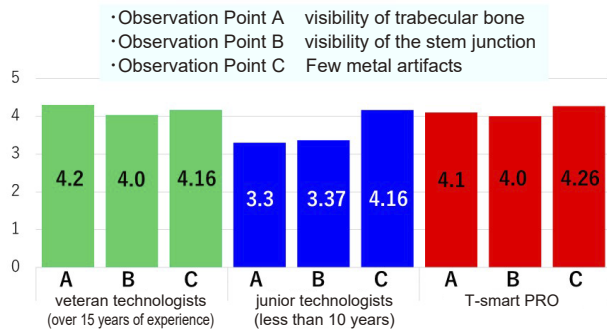 ・Observation Point A visibility of trabecular bone
・Observation Point B visibility of the stem junction
・Observation Point C Few metal artifacts
5
4
3
2
1
0
4.2 4.0 4.16 3.3 3.37 4.16 4.1 4.0 4.26
A B C A B C A B C
veteran technologists junior technologists T-smart PRO
(over 15 years of experience) (less than 10 years)